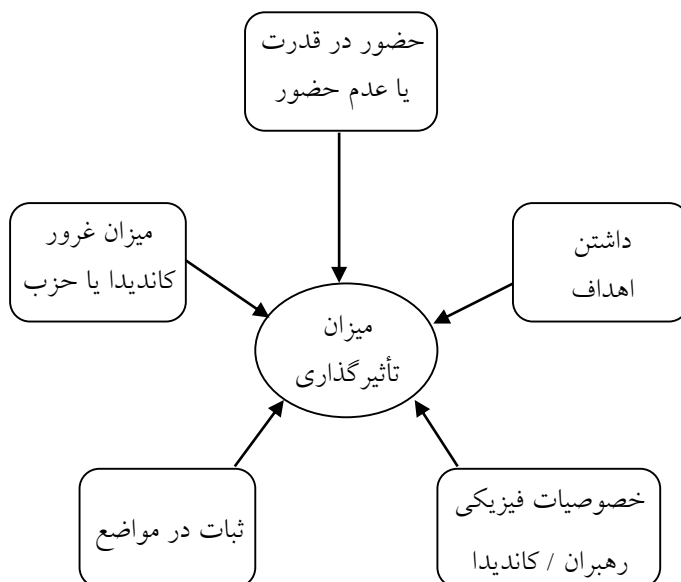 حضور در قدرت
یا عدم حضور
داشتن
اهداف
میزان غرور
کاندیدا یا حزب
میزان
تأثیرگذاری
خصوصیات فیزیکی
رهبران / کاندیدا
ثبات در مواضع